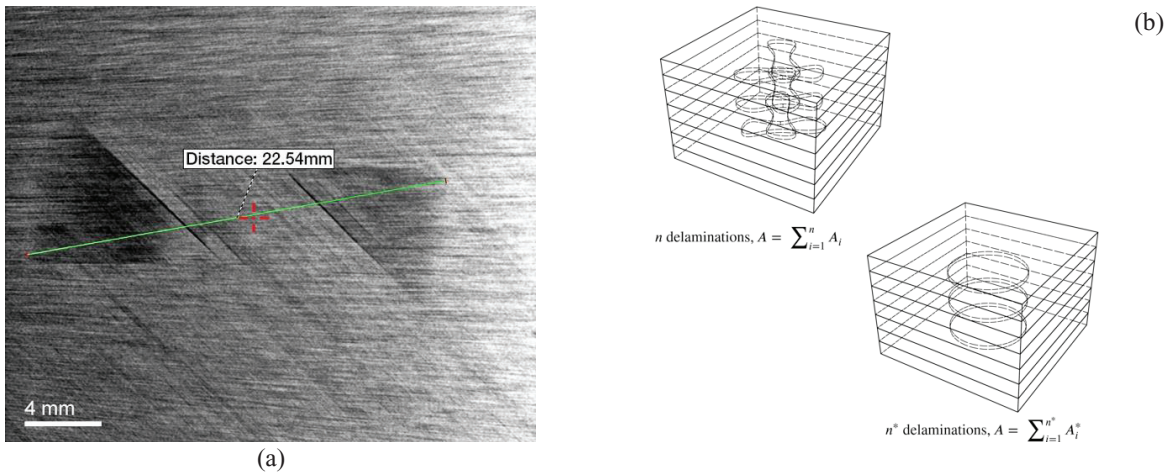 (b)
Distance: 22.54mm
n delaminations, A = ∑ⁿᵢ₌₁ Aᵢ
n* delaminations, A = ∑ⁿ*ᵢ₌₁ A*ᵢ
4 mm
(a)